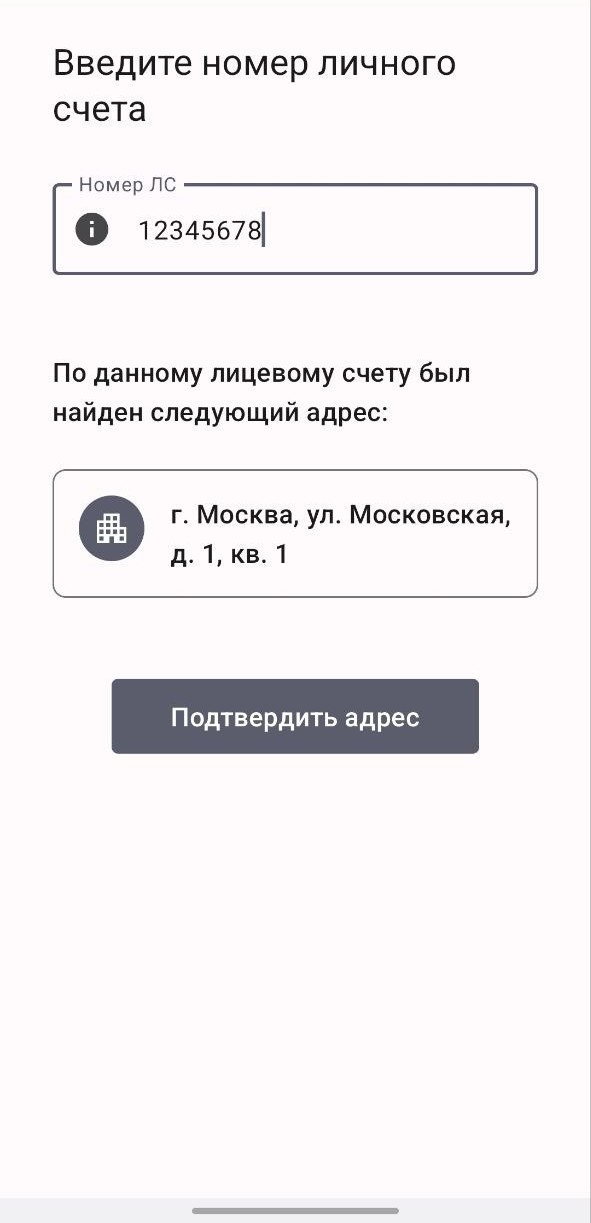 Введите номер личного
счета
Номер ЛС
12345678
По данному лицевому счету был
найден следующий адрес:
г. Москва, ул. Московская,
д. 1, кв. 1
Подтвердить адрес